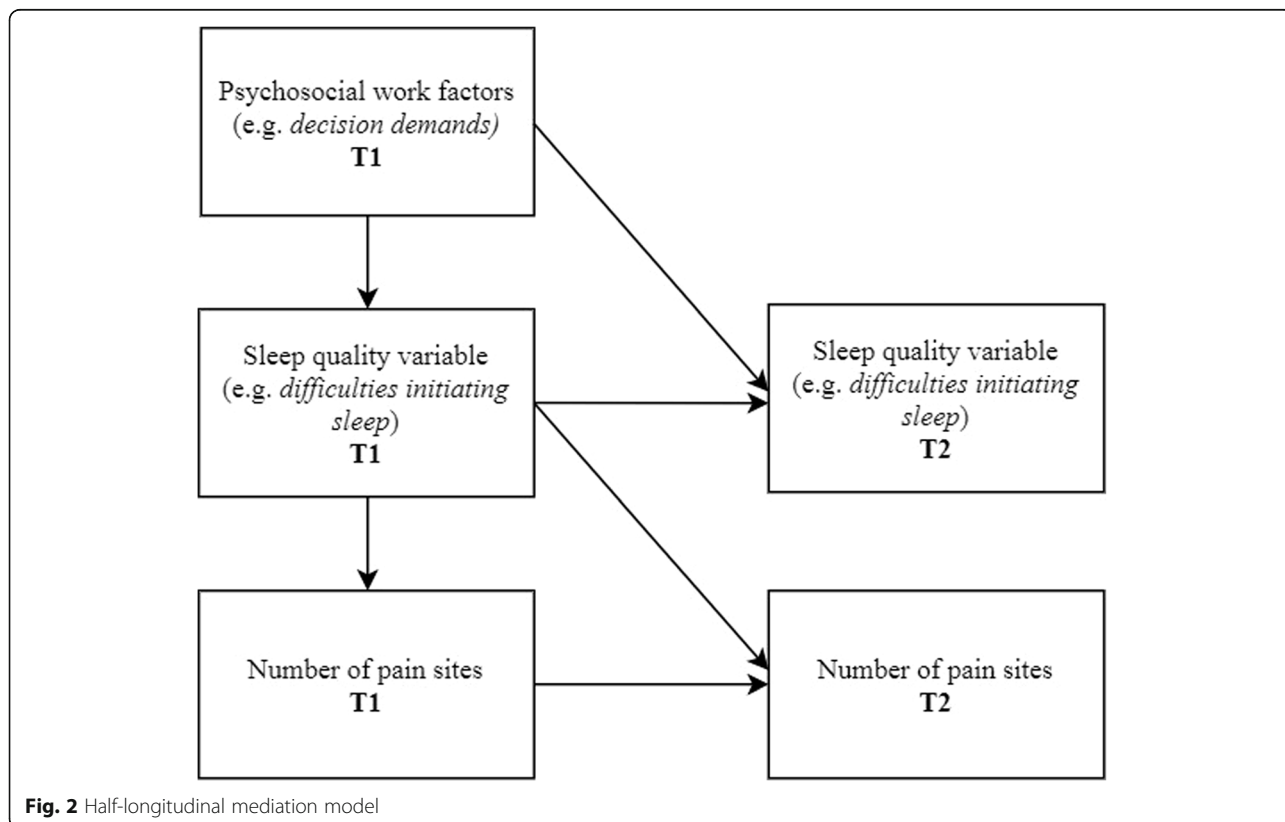 Psychosocial work factors
(e.g. decision demands)
T1
Sleep quality variable
(e.g. difficulties initiating
sleep)
T1
Sleep quality variable
(e.g. difficulties initiating
sleep)
T2
Number of pain sites
T1
Number of pain sites
T2
Fig. 2 Half-longitudinal mediation model